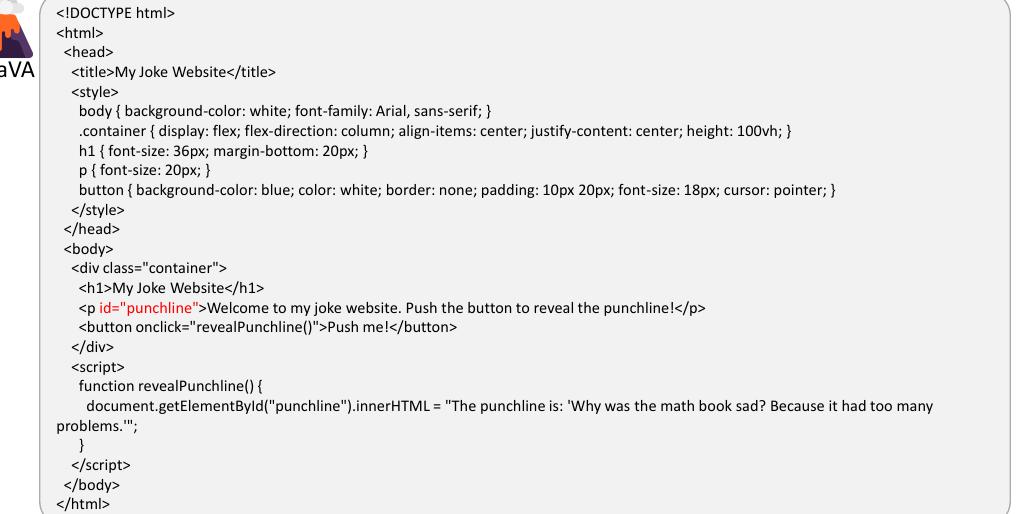 aVA
<!DOCTYPE html>
<html>
<head>
<title>My Joke Website</title>
<style>
body { background-color: white; font-family: Arial, sans-serif; }
.container { display: flex; flex-direction: column; align-items: center; justify-content: center; height: 100vh; }
h1 { font-size: 36px; margin-bottom: 20px; }
p { font-size: 20px; }
button { background-color: blue; color: white; border: none; padding: 10px 20px; font-size: 18px; cursor: pointer; }
</style>
</head>
<body>
<div class="container">
<h1>My Joke Website</h1>
<p id="punchline">Welcome to my joke website. Push the button to reveal the punchline!</p>
<button onclick="revealPunchline()">Push me!</button>
</div>
<script>
function revealPunchline() {
document.getElementById("punchline").innerHTML = "The punchline is: 'Why was the math book sad? Because it had too many
problems.'";
}
</script>
</body>
</html>